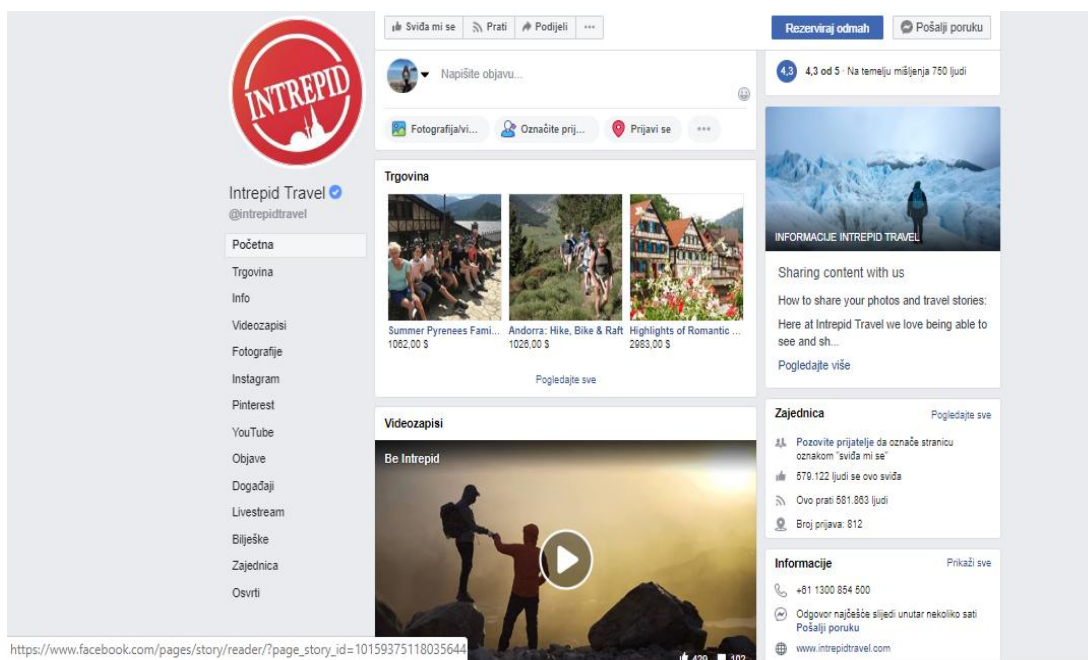 INTREPID
Intrepid Travel
@intrepidtravel
Početna
Trgovina
Info
Videozapisi
Fotografije
Instagram
Pinterest
YouTube
Objave
Događaji
Livestream
Bilješke
Zajednica
Osvrti
Sviđa mi se Prati Podijeli
Napišite objavu...
Fotografija/vi... Označite prij... Prijavi se
Trgovina
Summer Pyrenees Fami... Andorra: Hike, Bike & Raft Highlights of Romantic ...
1062,00 $ 1026,00 $ 2983,00 $
Pogledajte sve
Videozapisi
Be Intrepid
429 102
Rezerviraj odmah Pošalji poruku
4,3 4,3 od 5 · Na temelju mišljenja 750 ljudi
INFORMACIJE INTREPID TRAVEL
Sharing content with us
How to share your photos and travel stories:
Here at Intrepid Travel we love being able to
see and sh...
Pogledajte više
Zajednica Pogledajte sve
Pozovite prijatelje da označe stranicu
oznakom "sviđa mi se"
579.122 ljudi se ovo sviđa
Ovo prati 581.863 ljudi
Broj prijava: 812
Informacije Prikaži sve
+61 1300 854 500
Odgovor najčešće slijedi unutar nekoliko sati
Pošalji poruku
www.intrepidtravel.com
https://www.facebook.com/pages/story/reader/?page_story_id=10159375118035644